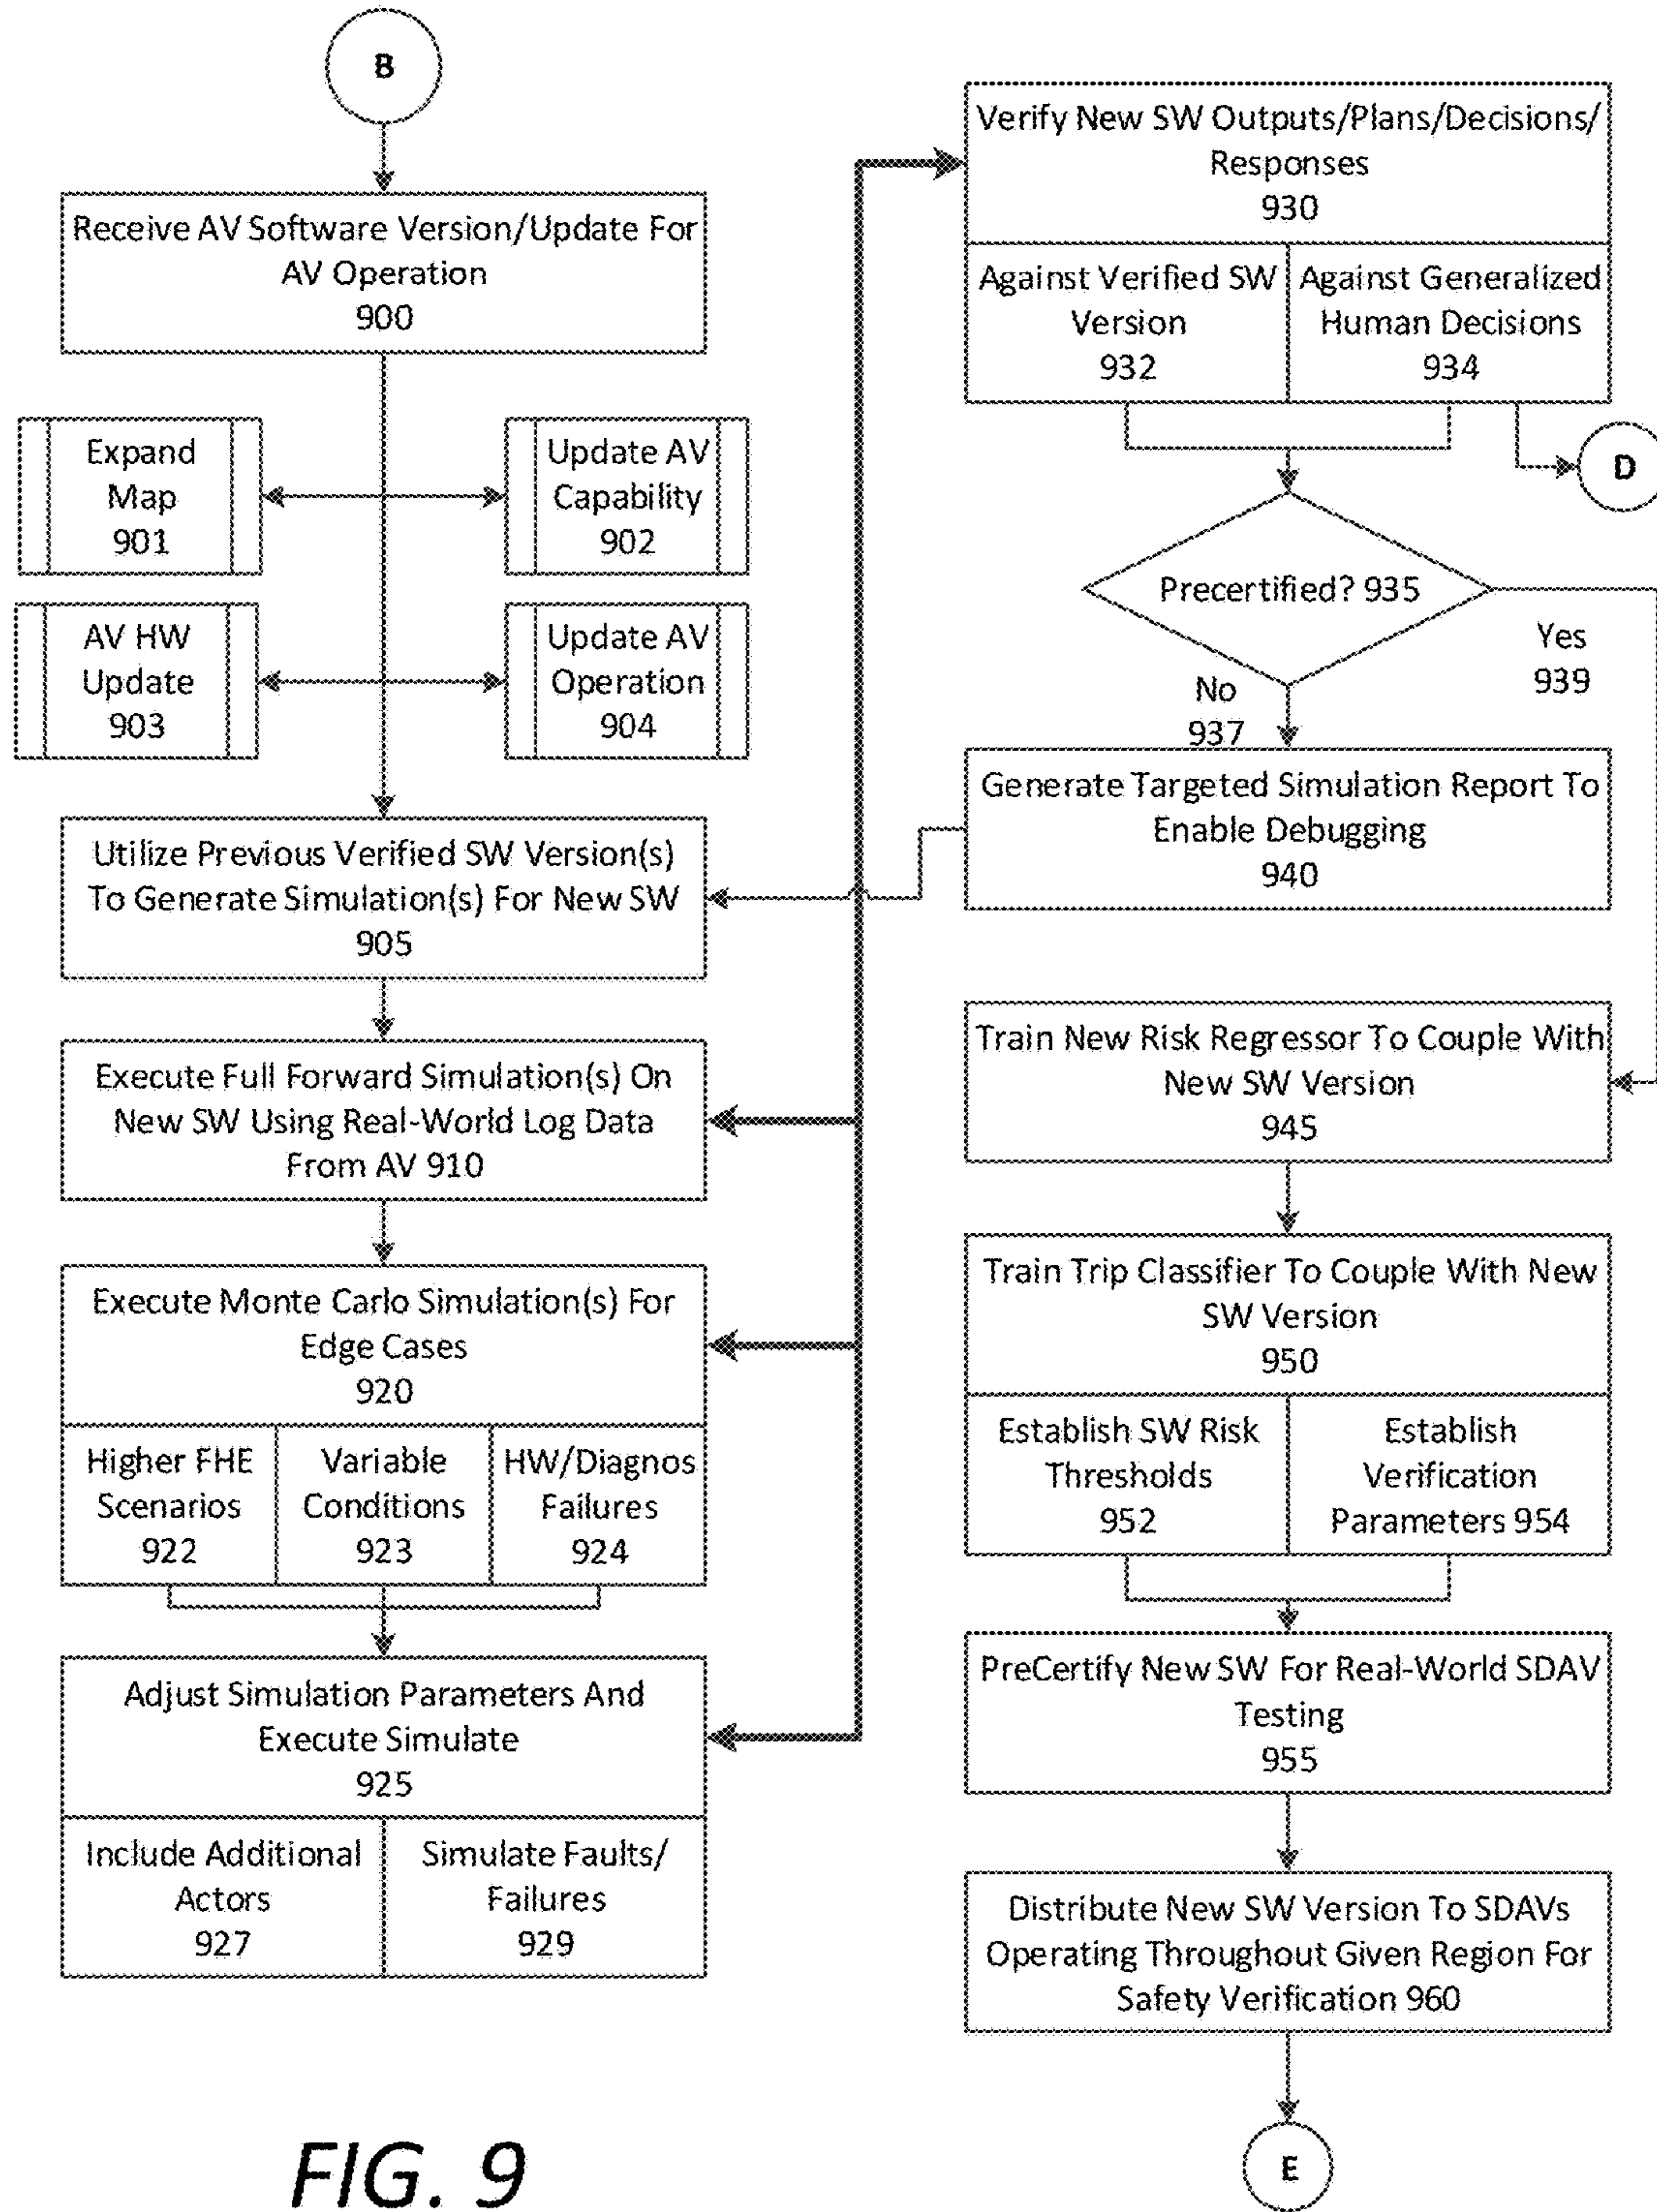 B
Receive AV Software Version/Update For
AV Operation
900
Expand
Map
901
Update AV
Capability
902
AV HW
Update
903
Update AV
Operation
904
Utilize Previous Verified SW Version(s)
To Generate Simulation(s) For New SW
905
Execute Full Forward Simulation(s) On
New SW Using Real-World Log Data
From AV 910
Execute Monte Carlo Simulation(s) For
Edge Cases
920
Higher FHE
Scenarios
922
Variable
Conditions
923
HW/Diagnos
Failures
924
Adjust Simulation Parameters And
Execute Simulate
925
Include Additional
Actors
927
Simulate Faults/
Failures
929
Verify New SW Outputs/Plans/Decisions/
Responses
930
Against Verified SW
Version
932
Against Generalized
Human Decisions
934
D
Precertified? 935
Yes
939
No
937
Generate Targeted Simulation Report To
Enable Debugging
940
Train New Risk Regressor To Couple With
New SW Version
945
Train Trip Classifier To Couple With New
SW Version
950
Establish SW Risk
Thresholds
952
Establish
Verification
Parameters 954
PreCertify New SW For Real-World SDAV
Testing
955
Distribute New SW Version To SDAVs
Operating Throughout Given Region For
Safety Verification 960
E
FIG. 9